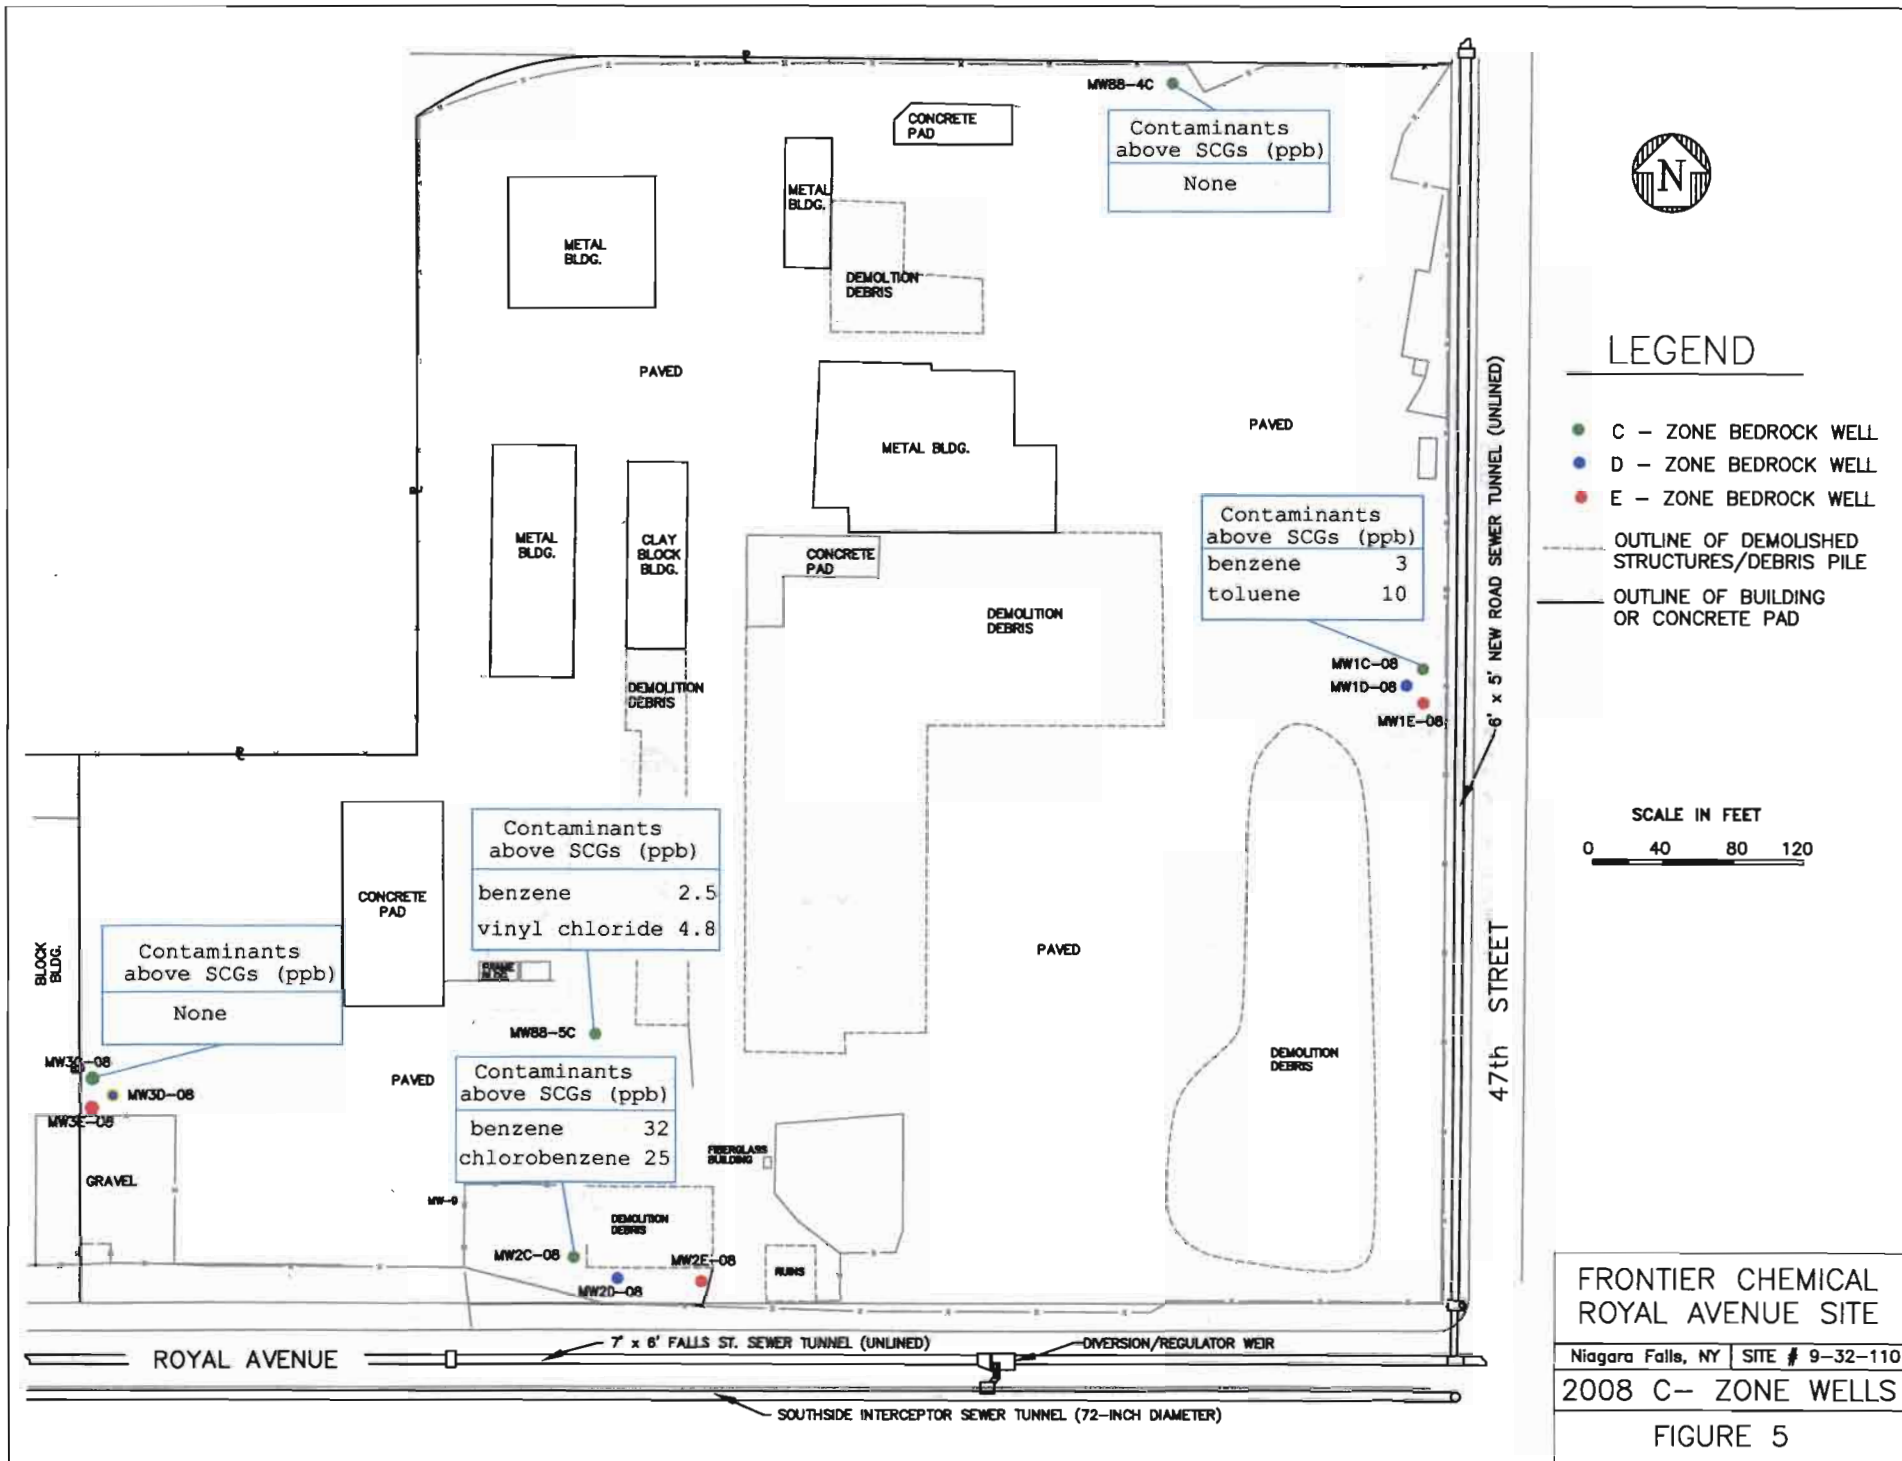 MW88-4C
Contaminants
above SCGs (ppb)
None
CONCRETE
PAD
METAL
BLDG.
METAL
BLDG.
DEMOLTION
DEBRIS
PAVED
METAL BLDG.
PAVED
METAL
BLDG.
CLAY
BLOCK
BLDG.
CONCRETE
PAD
DEMOLITION
DEBRIS
DEMOLITION
DEBRIS
Contaminants
above SCGs (ppb)
benzene 3
toluene 10
MW1C-08
MW1D-08
MW1E-08
6' x 5' NEW ROAD SEWER TUNNEL (UNLINED)
47th STREET
Contaminants
above SCGs (ppb)
benzene 2.5
vinyl chloride 4.8
CONCRETE
PAD
BLOCK
BLDG.
Contaminants
above SCGs (ppb)
None
FRAME
BLDG.
MW88-5C
PAVED
DEMOLITION
DEBRIS
MW3C-08
MW3D-08
MW3E-08
PAVED
Contaminants
above SCGs (ppb)
benzene 32
chlorobenzene 25
FIBERGLASS
BUILDING
GRAVEL
MW-9
DEMOLITION
DEBRIS
MW2C-08
MW2D-08
MW2E-08
RUINS
7' x 6' FALLS ST. SEWER TUNNEL (UNLINED)
DIVERSION/REGULATOR WEIR
ROYAL AVENUE
SOUTHSIDE INTERCEPTOR SEWER TUNNEL (72-INCH DIAMETER)
N
LEGEND
C - ZONE BEDROCK WELL
D - ZONE BEDROCK WELL
E - ZONE BEDROCK WELL
OUTLINE OF DEMOLISHED
STRUCTURES/DEBRIS PILE
OUTLINE OF BUILDING
OR CONCRETE PAD
SCALE IN FEET
0 40 80 120
FRONTIER CHEMICAL
ROYAL AVENUE SITE
Niagara Falls, NY SITE # 9-32-110
2008 C- ZONE WELLS
FIGURE 5